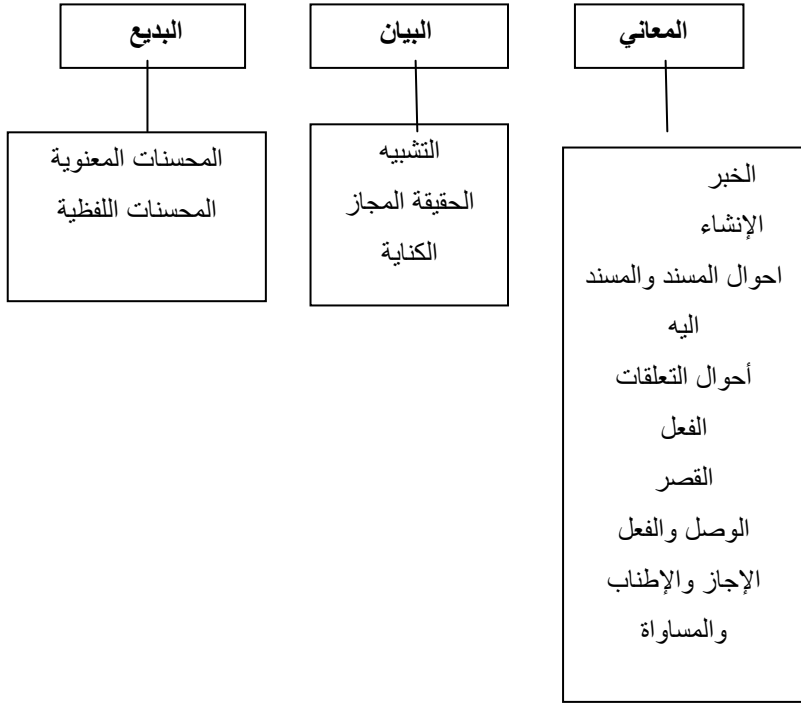 المعاني
الخبر
الإنشاء
احوال المسند والمسند
اليه
أحوال التعلقات
الفعل
القصر
الوصل والفعل
الإجاز والإطناب
والمساواة
البيان
التشبيه
الحقيقة المجاز
الكناية
البديع
المحسنات المعنوية
المحسنات اللفظية